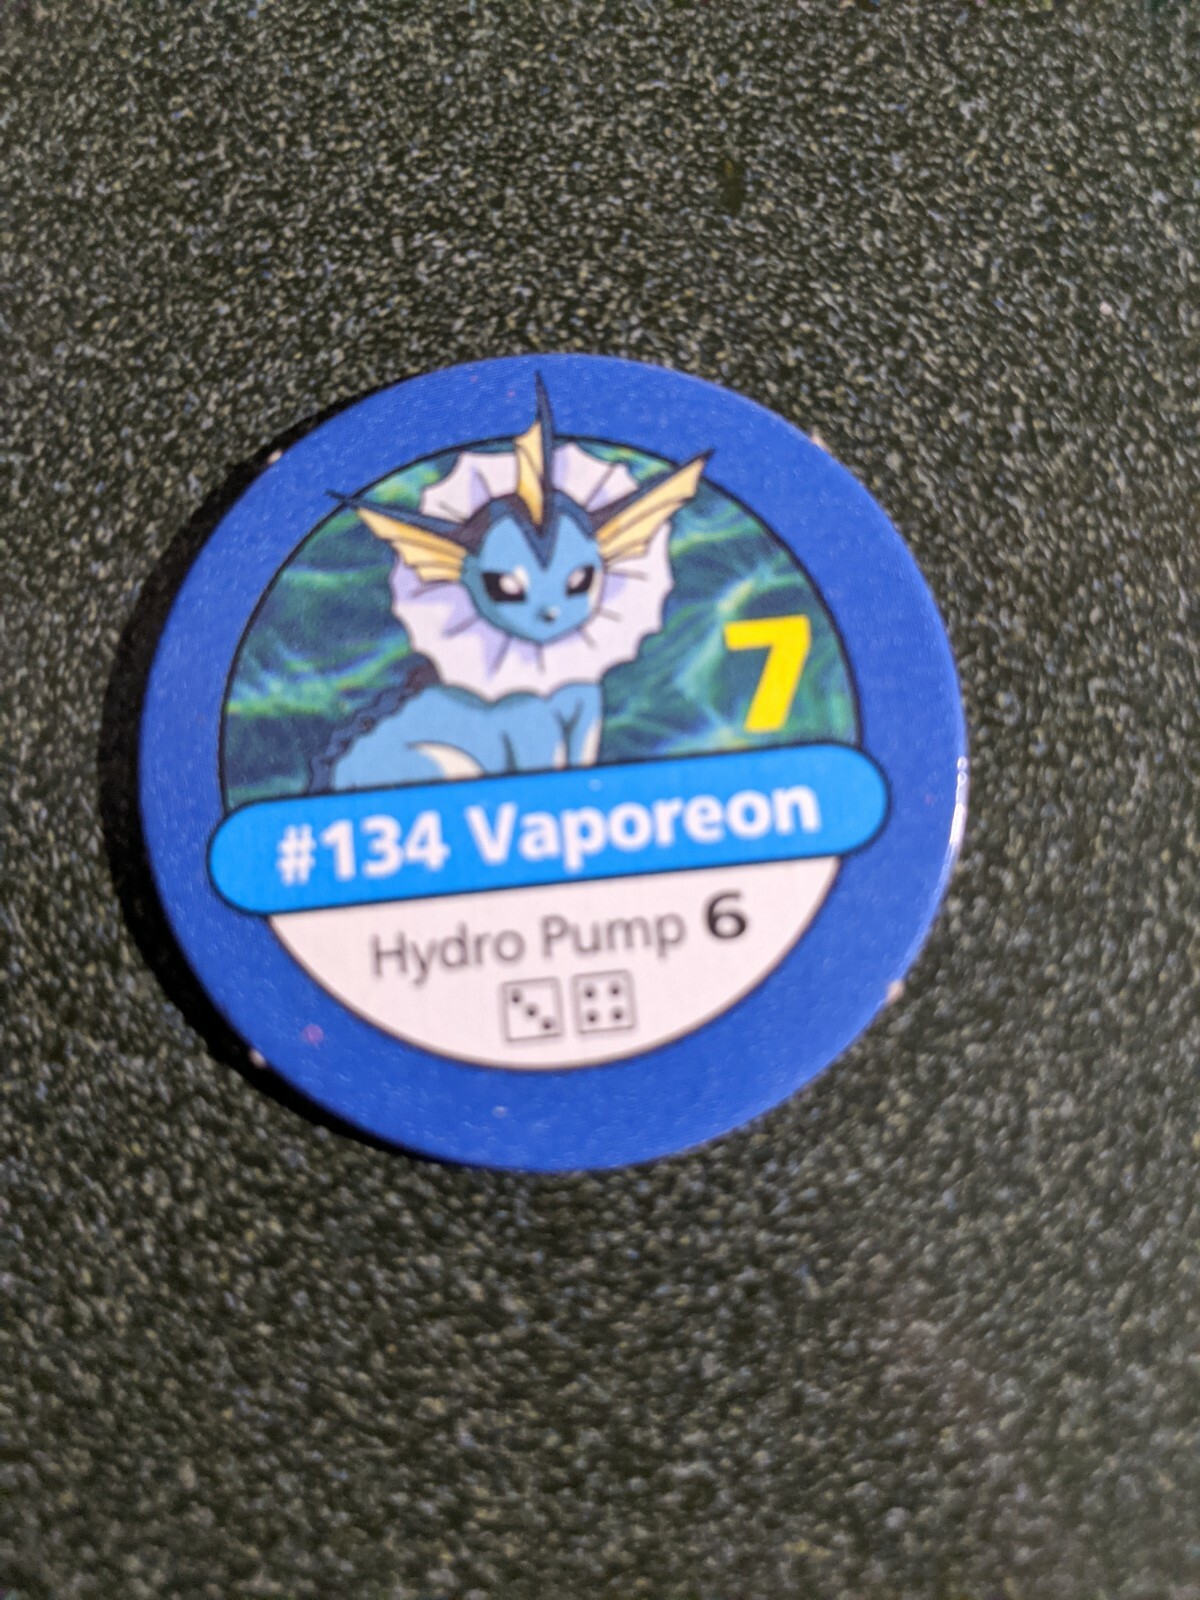 7
#134 Vaporeon
Hydro Pump 6